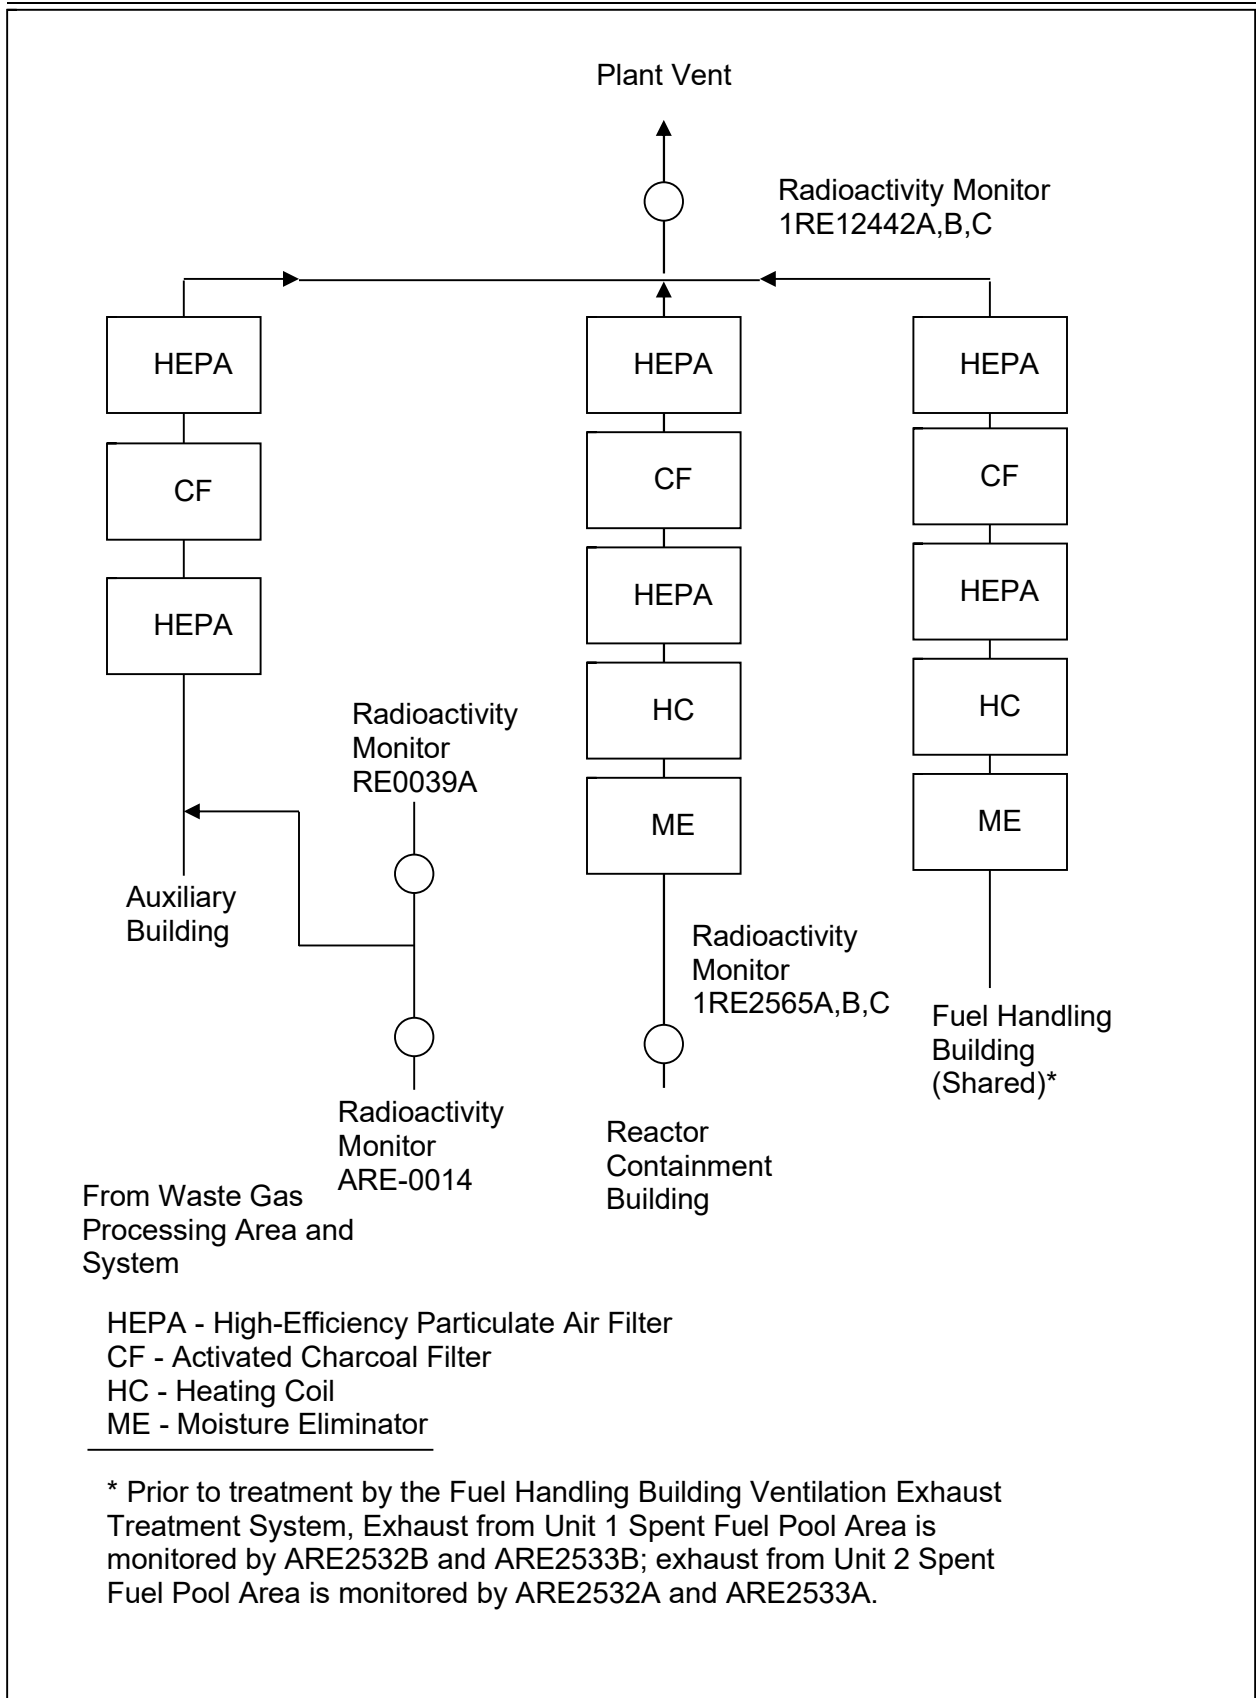 Plant Vent
Radioactivity Monitor
1RE12442A,B,C
HEPA
HEPA
HEPA
CF
CF
CF
HEPA
HEPA
HEPA
HC
HC
ME
ME
Radioactivity
Monitor
RE0039A
Auxiliary
Building
Radioactivity
Monitor
1RE2565A,B,C
Fuel Handling
Building
(Shared)*
Radioactivity
Monitor
ARE-0014
Reactor
Containment
Building
From Waste Gas
Processing Area and
System
HEPA - High-Efficiency Particulate Air Filter
CF - Activated Charcoal Filter
HC - Heating Coil
ME - Moisture Eliminator
* Prior to treatment by the Fuel Handling Building Ventilation Exhaust
Treatment System, Exhaust from Unit 1 Spent Fuel Pool Area is
monitored by ARE2532B and ARE2533B; exhaust from Unit 2 Spent
Fuel Pool Area is monitored by ARE2532A and ARE2533A.